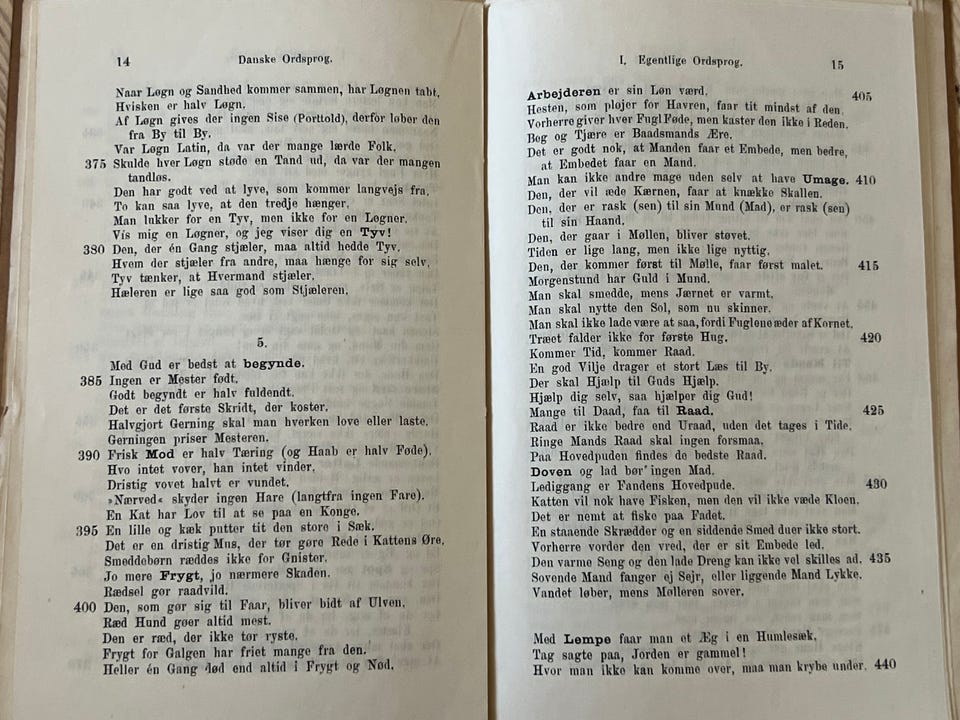 14 Danske Ordsprog.
Naar Løgn og Sandhed kommer sammen, har Løgnen tabt.
Hvisken er halv Løgn.
Af Løgn gives der ingen Sise (Porttold), derfor løber den
fra By til By.
Var Løgn Latin, da var der mange lærde Folk.
375 Skulde hver Løgn støde en Tand ud, da var der mangen
tandløs.
Den har godt ved at lyve, som kommer langvejs fra.
To kan saa lyve, at den tredje hænger.
Man lukker for en Tyv, men ikke for en Løgner.
Vis mig en Løgner, og jeg viser dig en Tyv!
380 Den, der én Gang stjæler, maa altid hedde Tyv.
Hvem der stjæler fra andre, maa hænge for sig selv.
Tyv tænker, at Hvermand stjæler.
Hæleren er lige saa god som Stjæleren.
5.
Med Gud er bedst at begynde.
385 Ingen er Mester født.
Godt begyndt er halv fuldendt.
Det er det første Skridt, der koster.
Halvgjort Gerning skal man hverken love eller laste.
Gerningen priser Mesteren.
390 Frisk Mod er halv Tæring (og Haab er halv Føde).
Hvo intet vover, han intet vinder.
Dristig vovet halvt er vundet.
»Nærved« skyder ingen Hare (langtfra ingen Fare).
En Kat har Lov til at se paa en Konge.
395 En lille og kæk putter tit den store i Sæk.
Det er en dristig Mus, der tør gøre Rede i Kattens Øre.
Smeddebørn ræddes ikke for Gnister.
Jo mere Frygt, jo nærmere Skaden.
Rædsel gør raadvild.
400 Den, som gør sig til Faar, bliver bidt af Ulven.
Ræd Hund gøer altid mest.
Den er ræd, der ikke tør ryste.
Frygt for Galgen har friet mange fra den.
Heller én Gang død end altid i Frygt og Nød.
I. Egentlige Ordsprog. 15
Arbejderen er sin Løn værd. 405
Hesten, som pløjer for Havren, faar tit mindst af den.
Vorherre giver hver Fugl Føde, men kaster den ikke i Reden.
Beg og Tjære er Baadsmands Ære.
Det er godt nok, at Manden faar et Embede, men bedre,
at Embedet faar en Mand.
Man kan ikke andre mage uden selv at have Umage. 410
Den, der vil æde Kærnen, faar at knække Skallen.
Den, der er rask (sen) til sin Mund (Mad), er rask (sen)
til sin Haand.
Den, der gaar i Møllen, bliver støvet.
Tiden er lige lang, men ikke lige nyttig.
Den, der kommer først til Mølle, faar først malet. 415
Morgenstund har Guld i Mund.
Man skal smedde, mens Jærnet er varmt.
Man skal nytte den Sol, som nu skinner.
Man skal ikke lade være at saa, fordi Fuglene æder af Kornet.
Træet falder ikke for første Hug. 420
Kommer Tid, kommer Raad.
En god Vilje drager et stort Læs til By.
Der skal Hjælp til Guds Hjælp.
Hjælp dig selv, saa hjælper dig Gud!
Mange til Daad, faa til Raad. 425
Raad er ikke bedre end Uraad, uden det tages i Tide.
Ringe Mands Raad skal ingen forsmaa.
Paa Hovedpuden findes de bedste Raad.
Doven og lad bør ingen Mad.
Lediggang er Fandens Hovedpude. 430
Katten vil nok have Fisken, men den vil ikke væde Kloen.
Det er nemt at fiske paa Fadet.
En staaende Skrædder og en siddende Smed duer ikke stort.
Vorherre vorder den vred, der er sit Embede led.
Den varme Seng og den lade Dreng kan ikke vel skilles ad. 435
Sovende Mand fanger ej Sejr, eller liggende Mand Lykke.
Vandet løber, mens Mølleren sover.
Med Lempe faar man et Æg i en Humlesæk.
Tag sagte paa, Jorden er gammel!
Hvor man ikke kan komme over, maa man krybe under. 440